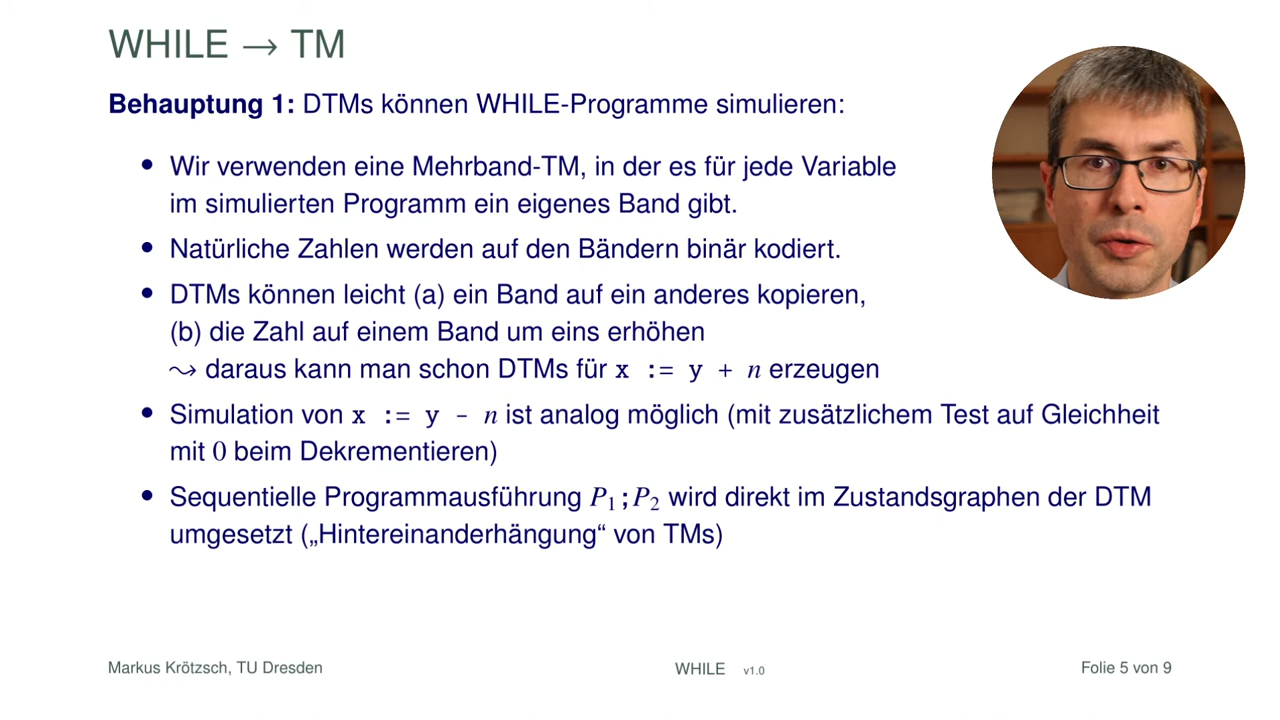 WHILE → TM
Behauptung 1: DTMs können WHILE-Programme simulieren:
• Wir verwenden eine Mehrband-TM, in der es für jede Variable
im simulierten Programm ein eigenes Band gibt.
• Natürliche Zahlen werden auf den Bändern binär kodiert.
• DTMs können leicht (a) ein Band auf ein anderes kopieren,
(b) die Zahl auf einem Band um eins erhöhen
⇝ daraus kann man schon DTMs für x := y + n erzeugen
• Simulation von x := y - n ist analog möglich (mit zusätzlichem Test auf Gleichheit
mit 0 beim Dekrementieren)
• Sequentielle Programmausführung P₁;P₂ wird direkt im Zustandsgraphen der DTM
umgesetzt („Hintereinanderhängung“ von TMs)
Markus Krötzsch, TU Dresden WHILE v1.0 Folie 5 von 9